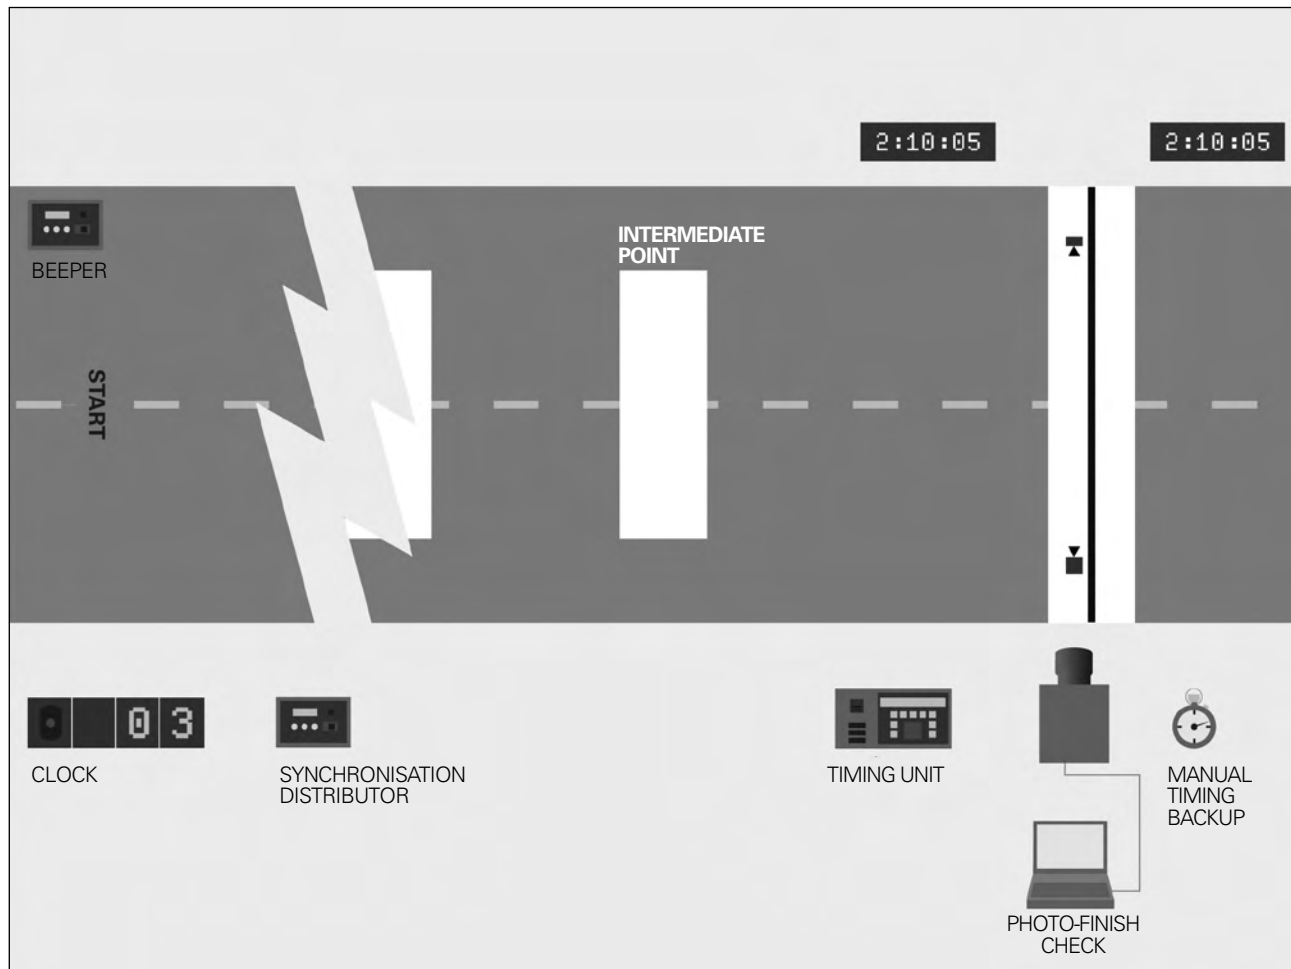 2:10:05
2:10:05
BEEPER
INTERMEDIATE
POINT
START
03
CLOCK
SYNCHRONISATION
DISTRIBUTOR
TIMING UNIT
MANUAL
TIMING
BACKUP
PHOTO-FINISH
CHECK